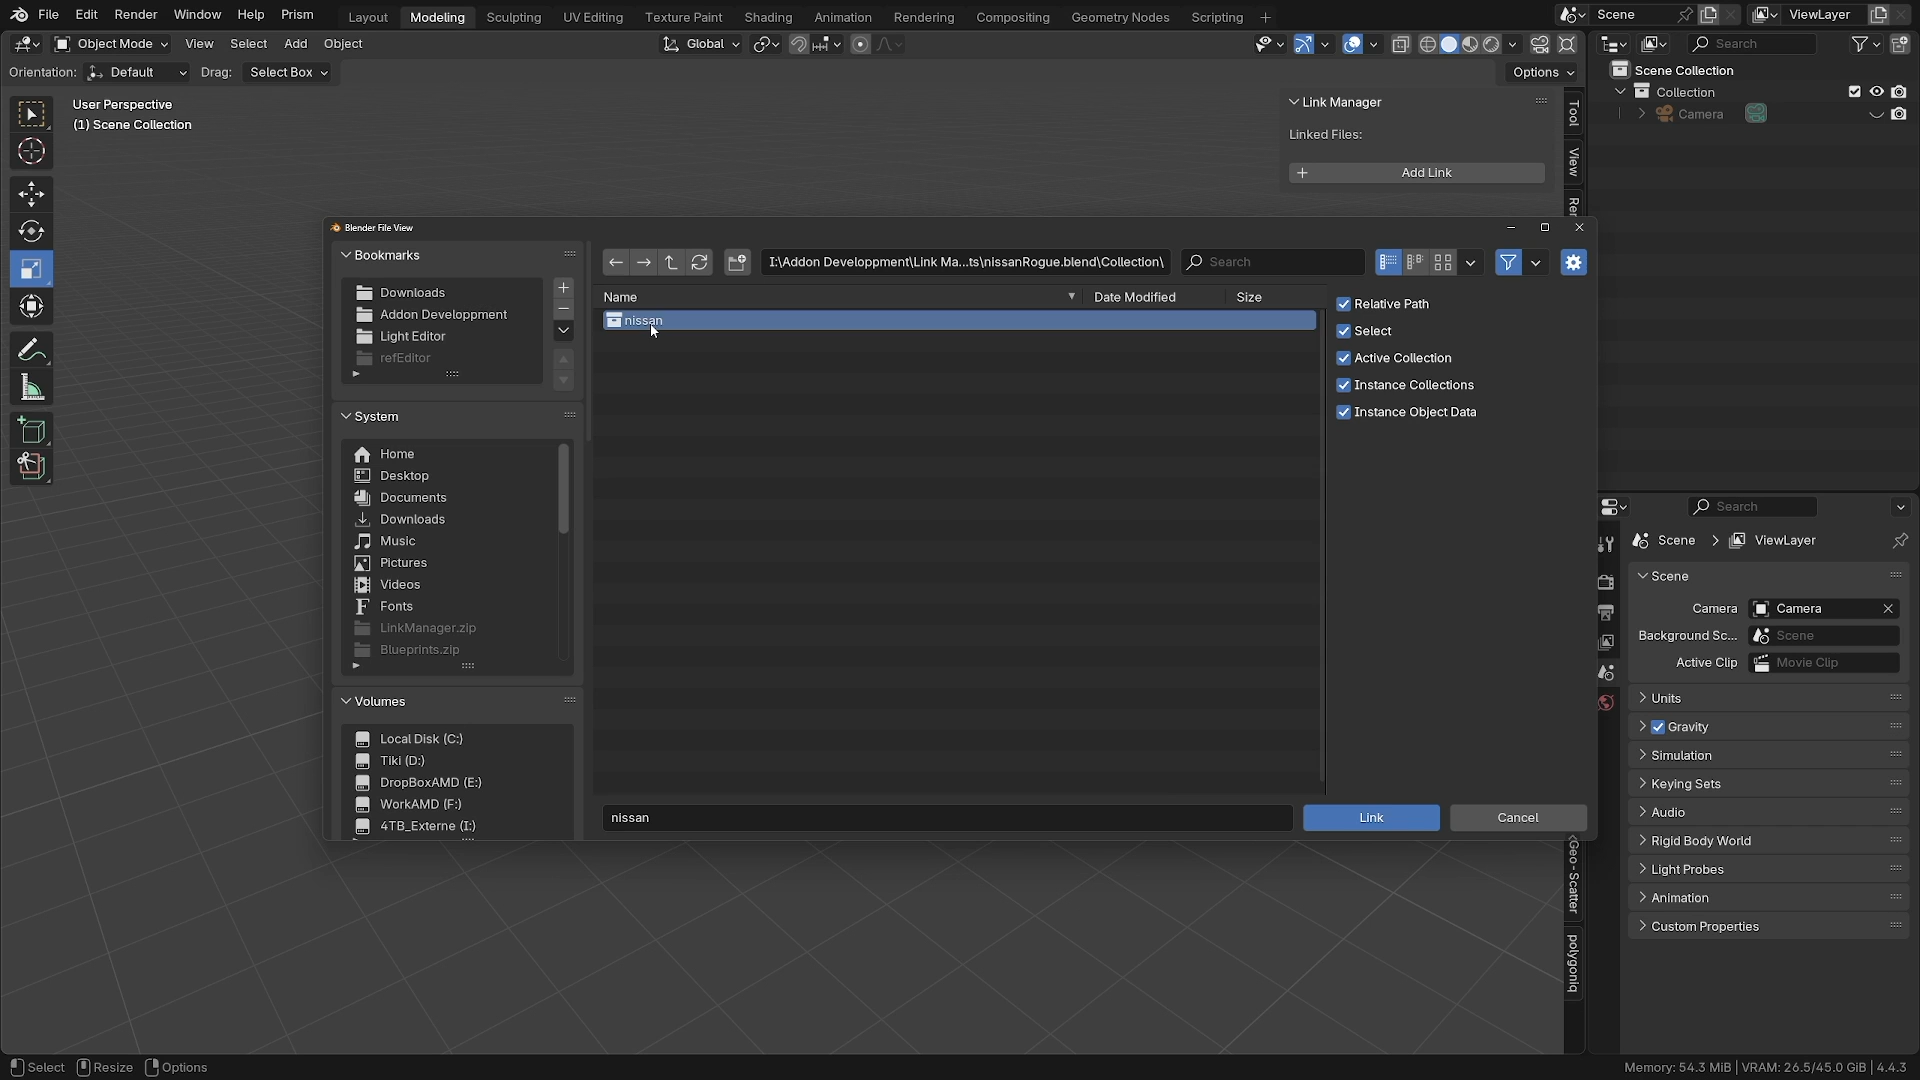 File Edit Render Window Help Prism Layout Modeling Sculpting UV Editing Texture Paint Shading Animation Rendering Compositing Geometry Nodes Scripting Scene ViewLayer
Object Mode View Select Add Object Global Search
Orientation: Default Drag: Select Box Options
User Perspective
(1) Scene Collection
Link Manager
Linked Files:
Add Link
Tool
View
Re
Scene Collection
Collection
Camera
Blender File View
Bookmarks
Downloads
Addon Developpment
Light Editor
refEditor
System
Home
Desktop
Documents
Downloads
Music
Pictures
Videos
Fonts
LinkManager.zip
Blueprints.zip
Volumes
Local Disk (C:)
Tiki (D:)
DropBoxAMD (E:)
WorkAMD (F:)
4TB_Externe (I:)
I:\Addon Developpment\Link Ma...ts\nissanRogue.blend\Collection\ Search
Name Date Modified Size
nissan
Relative Path
Select
Active Collection
Instance Collections
Instance Object Data
nissan Link Cancel
Geo - Scatter
polygoniq
Search
Scene ViewLayer
Scene
Camera Camera
Background Sc... Scene
Active Clip Movie Clip
Units
Gravity
Simulation
Keying Sets
Audio
Rigid Body World
Light Probes
Animation
Custom Properties
Select Resize Options Memory: 54.3 MiB | VRAM: 26.5/45.0 GiB | 4.4.3